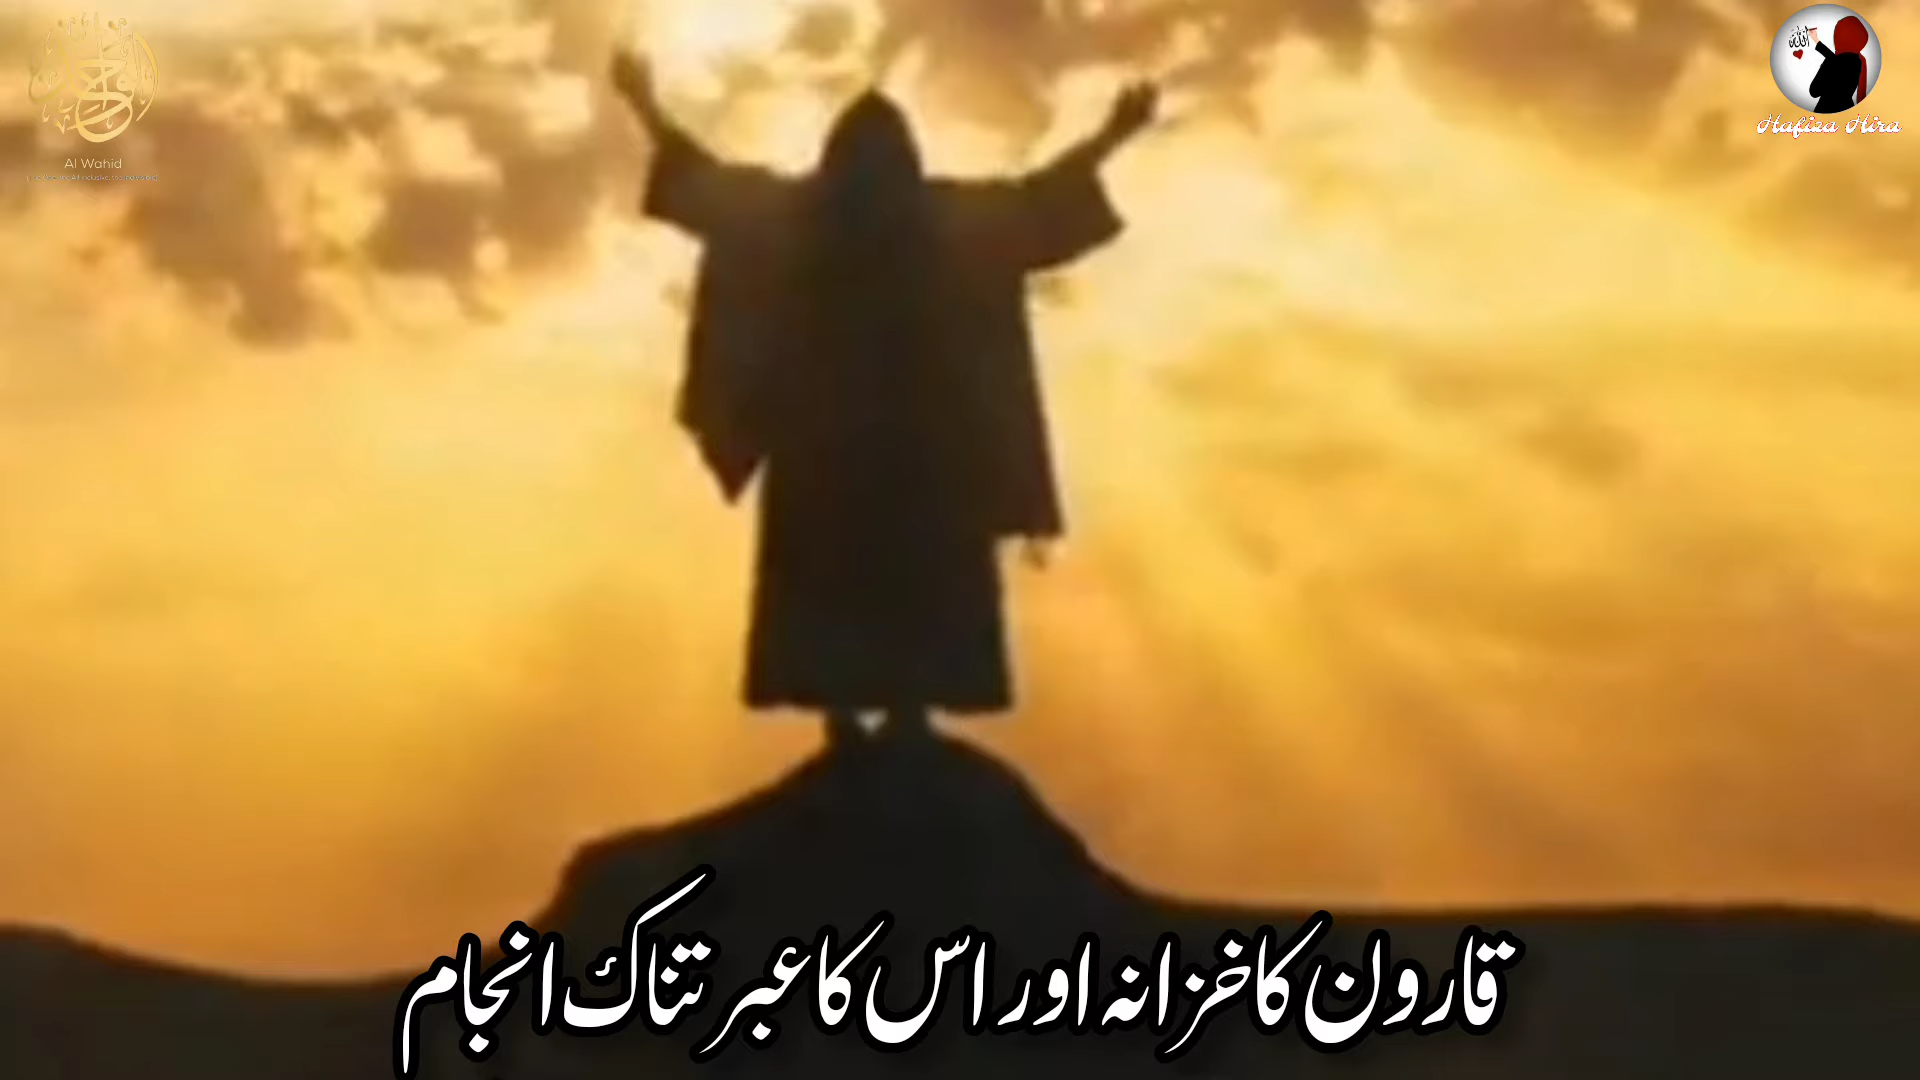 Al Wahid
Hafiza Hira
قارون کا خزانہ اور اس کا عبرتناک انجام